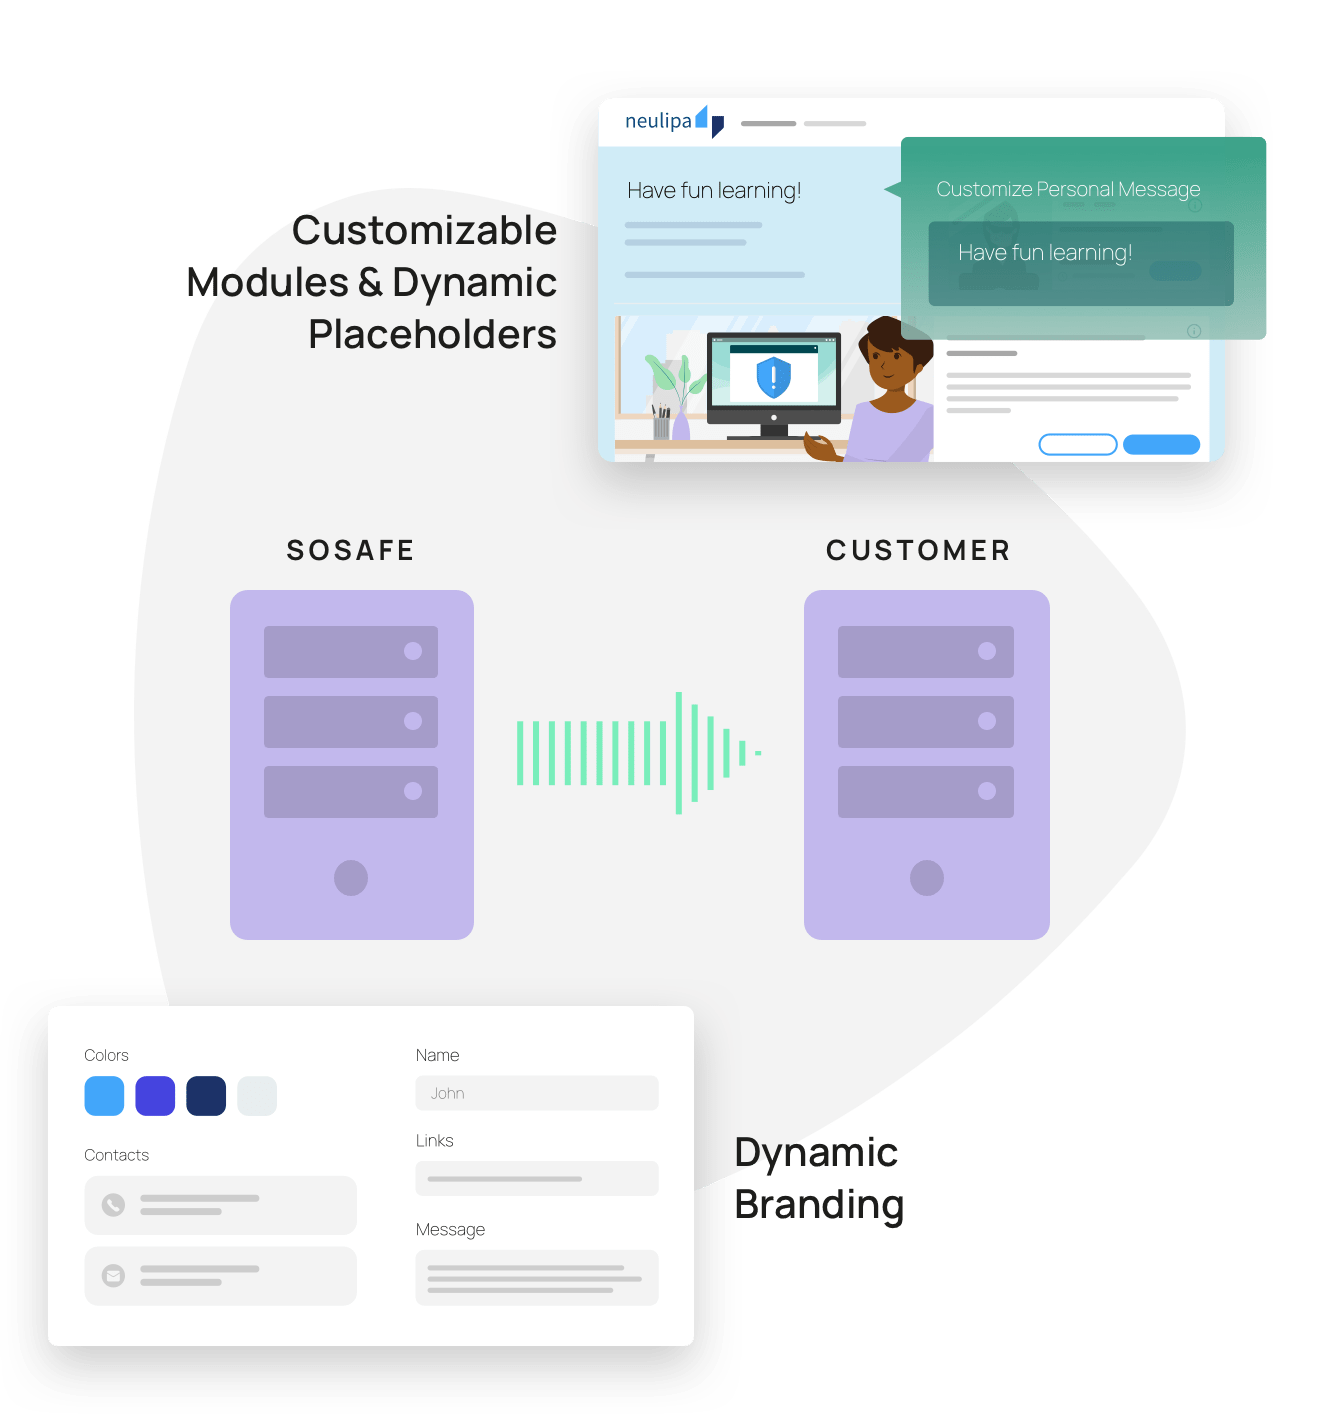 neulipa
Have fun learning!
Customize Personal Message
Have fun learning!
Customizable
Modules & Dynamic
Placeholders
SOSAFE
CUSTOMER
Colors
Contacts
Name
John
Links
Message
Dynamic
Branding